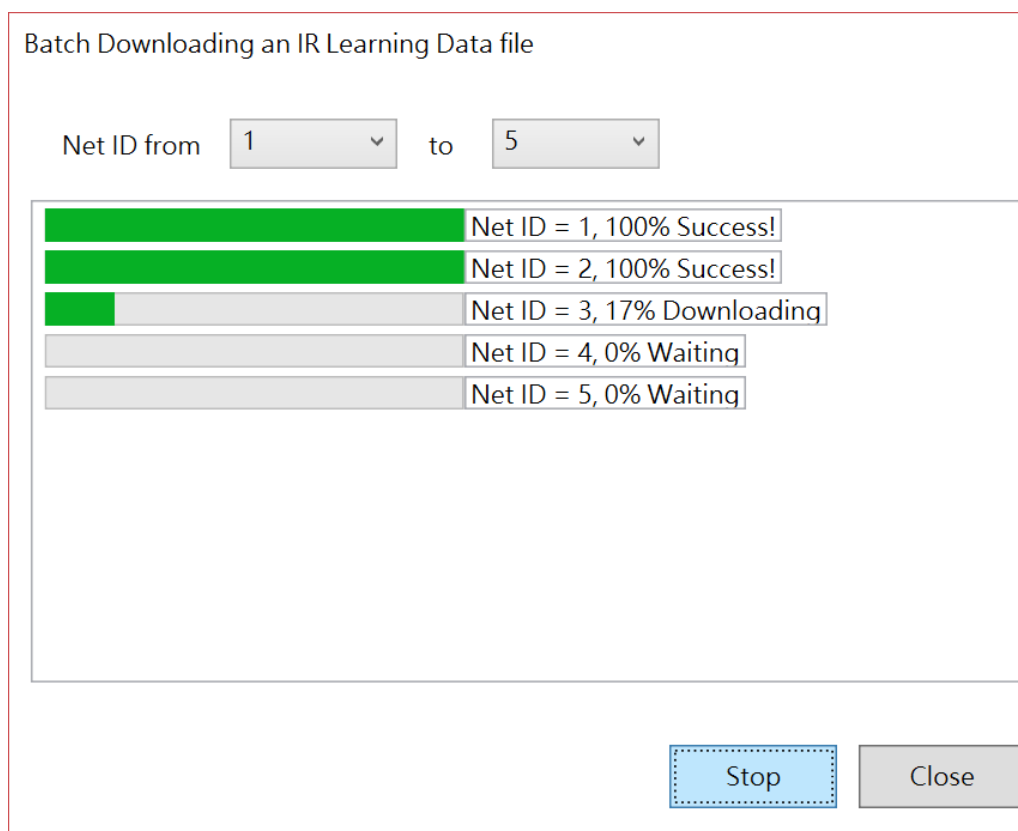 Batch Downloading an IR Learning Data file
Net ID from 1 to 5
Net ID = 1, 100% Success!
Net ID = 2, 100% Success!
Net ID = 3, 17% Downloading
Net ID = 4, 0% Waiting
Net ID = 5, 0% Waiting
Stop Close